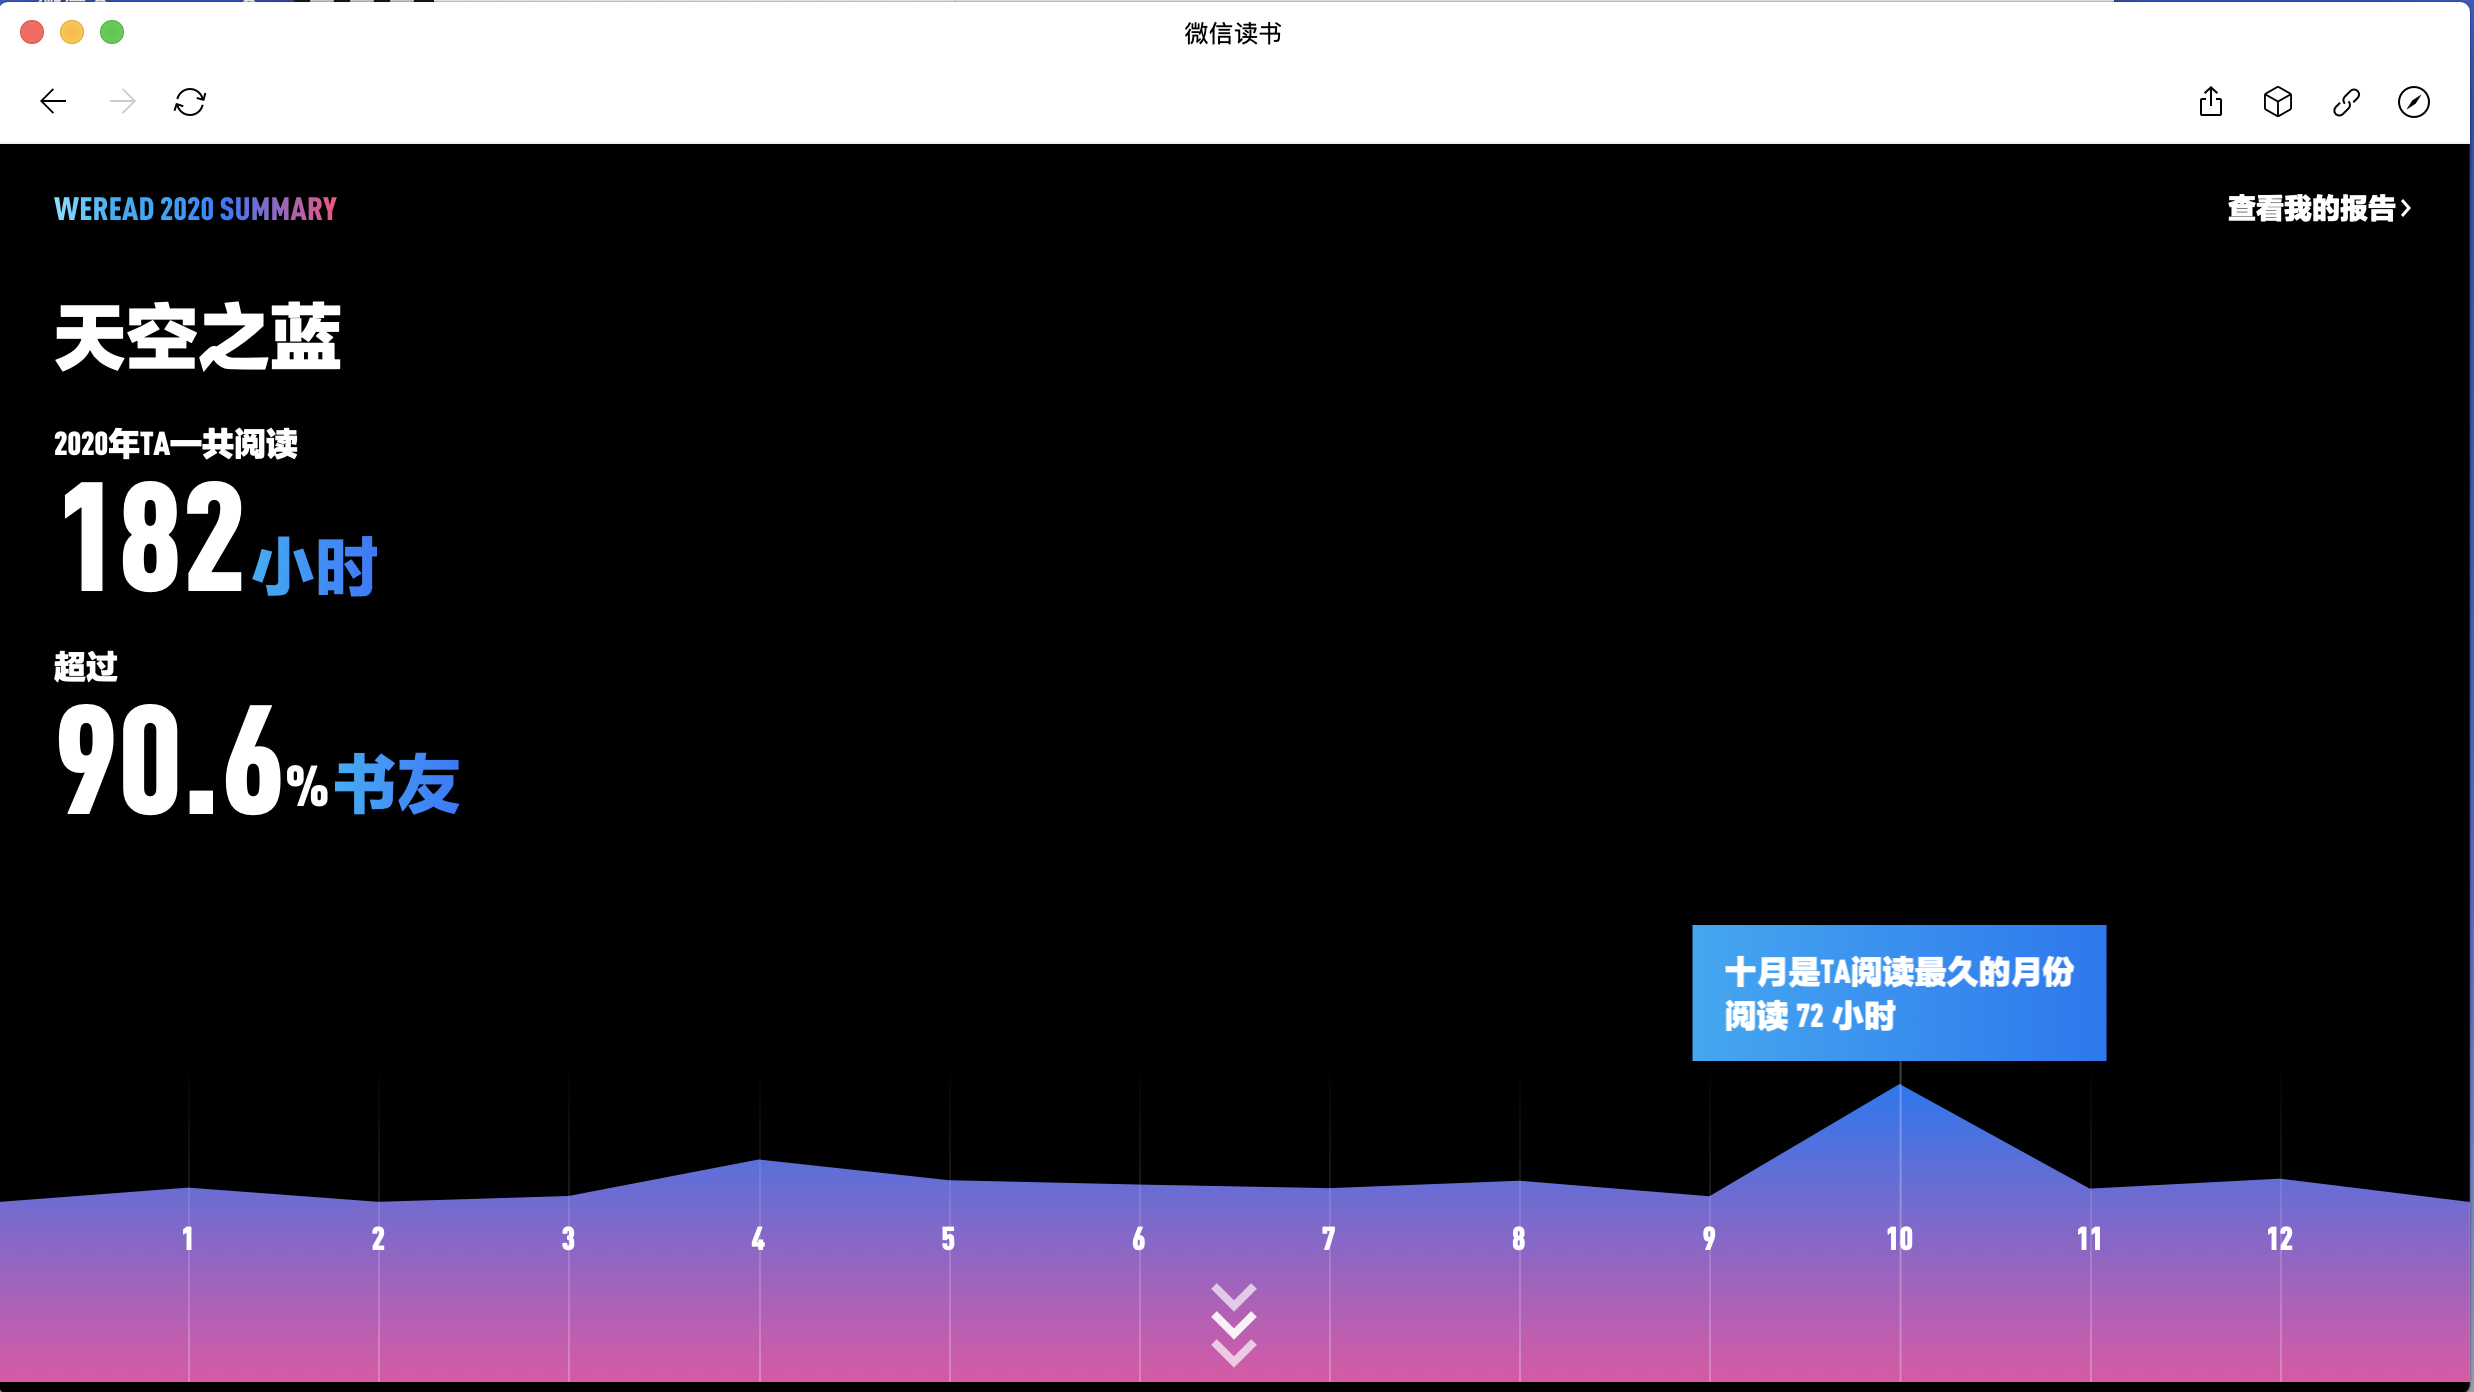 微信读书
WEREAD 2020 SUMMARY
查看我的报告
天空之蓝
2020年TA一共阅读
182小时
超过
90.6%书友
十月是TA阅读最久的月份
阅读 72 小时
1 2 3 4 5 6 7 8 9 10 11 12